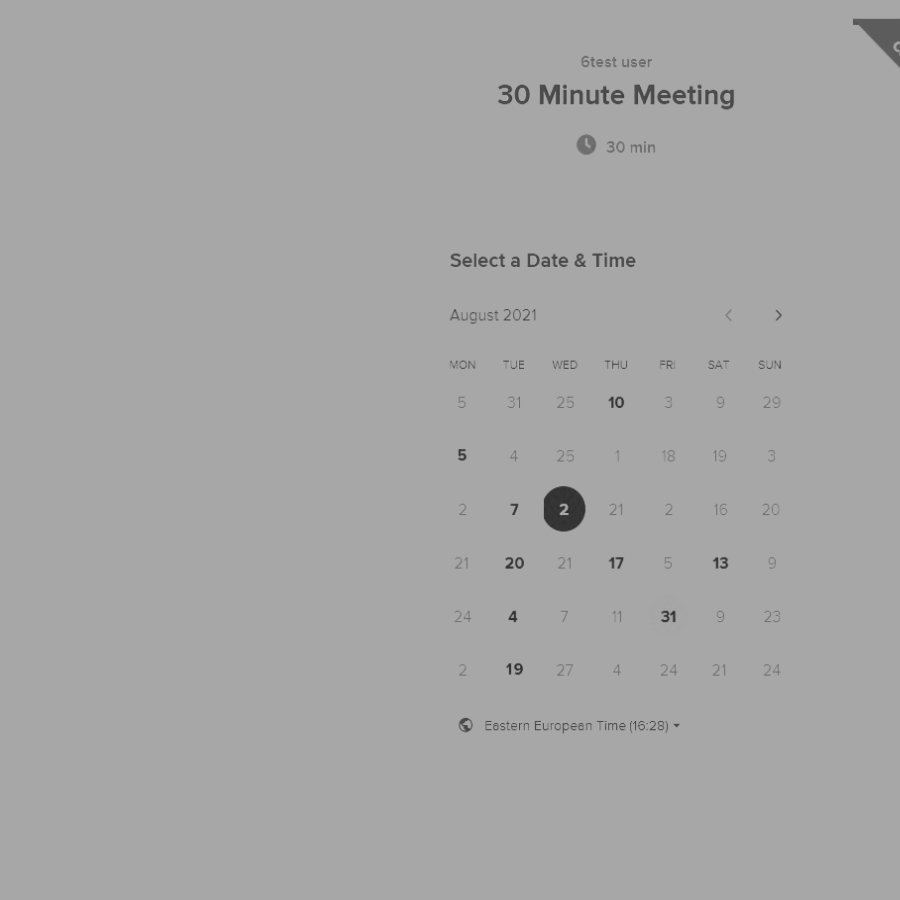 6test user
30 Minute Meeting
30 min
Select a Date & Time
August 2021
MON TUE WED THU FRI SAT SUN
5 31 25 10 3 9 29
5 4 25 1 18 19 3
2 7 2 21 2 16 20
21 20 21 17 5 13 9
24 4 7 11 31 9 23
2 19 27 4 24 21 24
Eastern European Time (16:28)